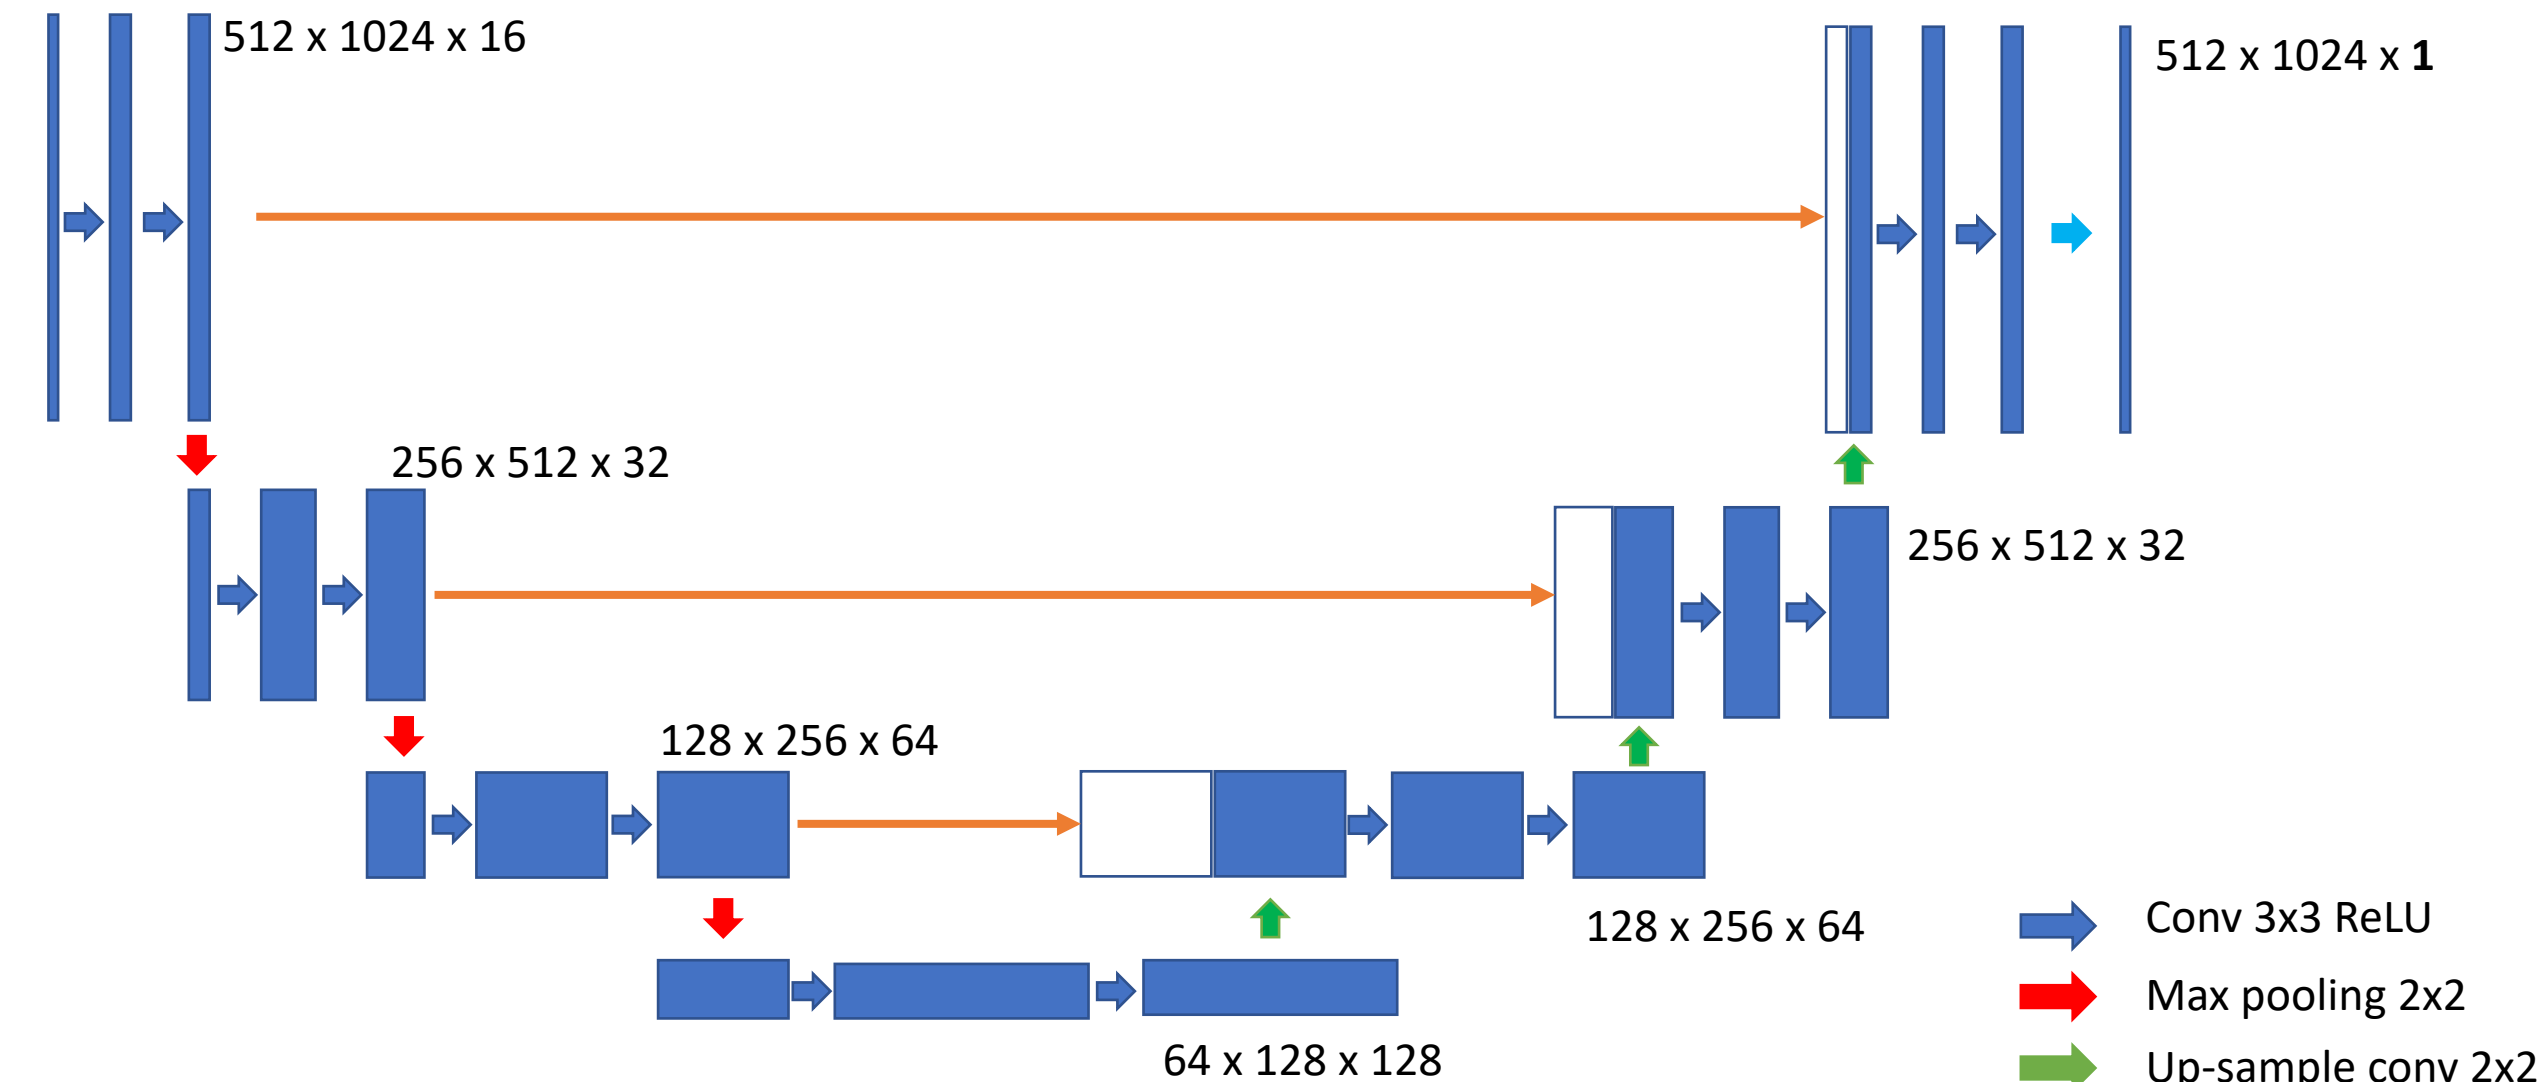 512 x 1024 x 16
512 x 1024 x 1
256 x 512 x 32
256 x 512 x 32
128 x 256 x 64
128 x 256 x 64
64 x 128 x 128
Conv 3x3 ReLU
Max pooling 2x2
Up-sample conv 2x2